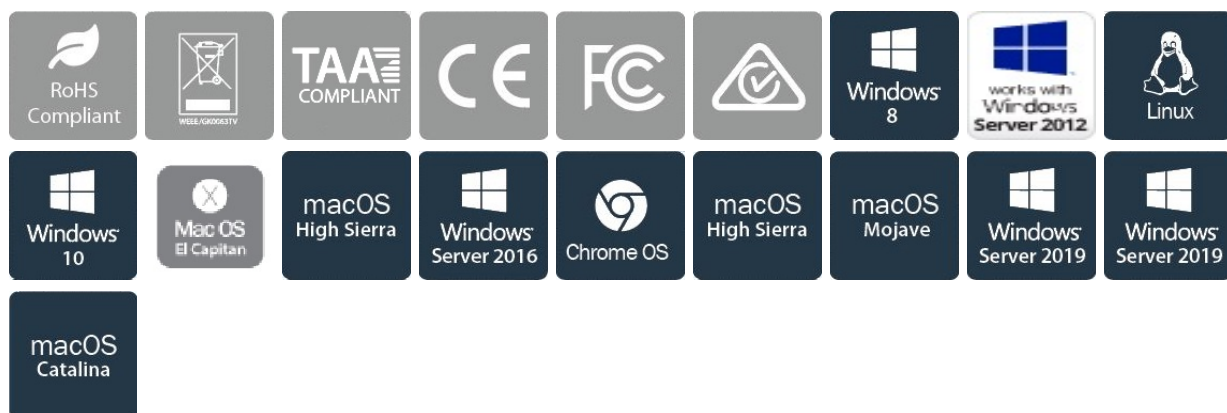 RoHS
Compliant
WEEE/GK0063TV
TAA
COMPLIANT
CE
FC
Windows
8
works with
Windows
Server 2012
Linux
Windows
10
X
Mac OS
El Capitan
macOS
High Sierra
Windows
Server 2016
Chrome OS
macOS
High Sierra
macOS
Mojave
Windows
Server 2019
Windows
Server 2019
macOS
Catalina